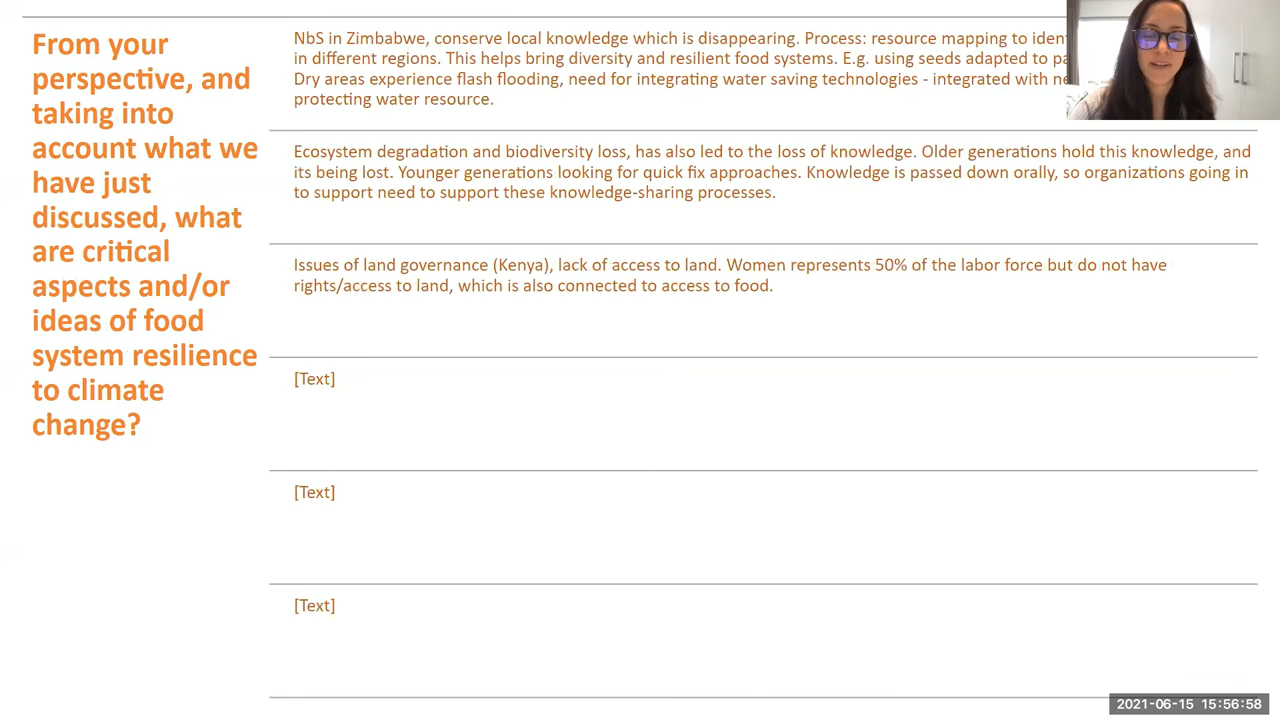 From your
perspective, and
taking into
account what we
have just
discussed, what
are critical
aspects and/or
ideas of food
system resilience
to climate
change?
NbS in Zimbabwe, conserve local knowledge which is disappearing. Process: resource mapping to
in different regions. This helps bring diversity and resilient food systems. E.g. using seeds adapted to
Dry areas experience flash flooding, need for integrating water saving technologies - integrated with
protecting water resource.
Ecosystem degradation and biodiversity loss, has also led to the loss of knowledge. Older generations hold this knowledge, and
its being lost. Younger generations looking for quick fix approaches. Knowledge is passed down orally, so organizations going in
to support need to support these knowledge-sharing processes.
Issues of land governance (Kenya), lack of access to land. Women represents 50% of the labor force but do not have
rights/access to land, which is also connected to access to food.
[Text]
[Text]
[Text]
2021-06-15 15:56:58